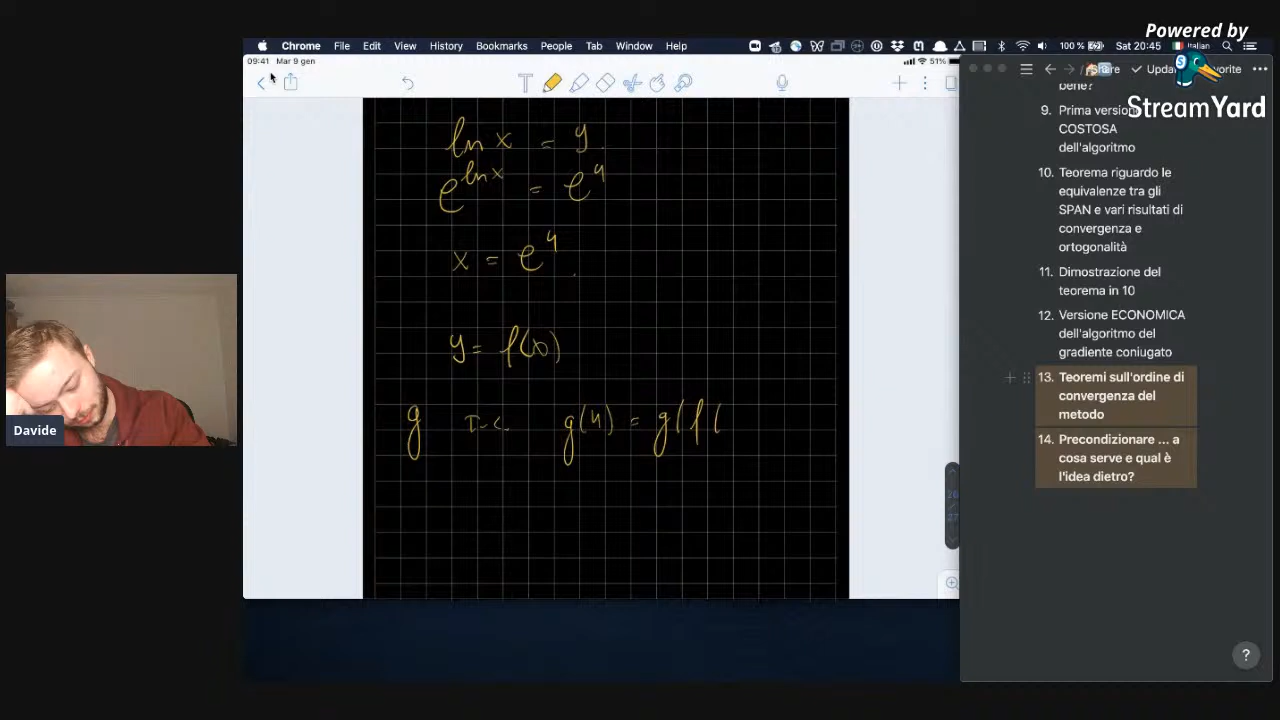 Powered by
StreamYard
Chrome File Edit View History Bookmarks People Tab Window Help
100 % Sat 20:45 Italian
09:41 Mar 9 gen
51%
Share
ln x = y
e^ln x = e^y
x = e^y
y = f(x)
g T.c. g(y) = g(f(
bene?
9. Prima versione
COSTOSA
dell'algoritmo
10. Teorema riguardo le
equivalenze tra gli
SPAN e vari risultati di
convergenza e
ortogonalità
11. Dimostrazione del
teorema in 10
12. Versione ECONOMICA
dell'algoritmo del
gradiente coniugato
13. Teoremi sull'ordine di
convergenza del
metodo
14. Precondizionare ... a
cosa serve e qual è
l'idea dietro?
Davide
?